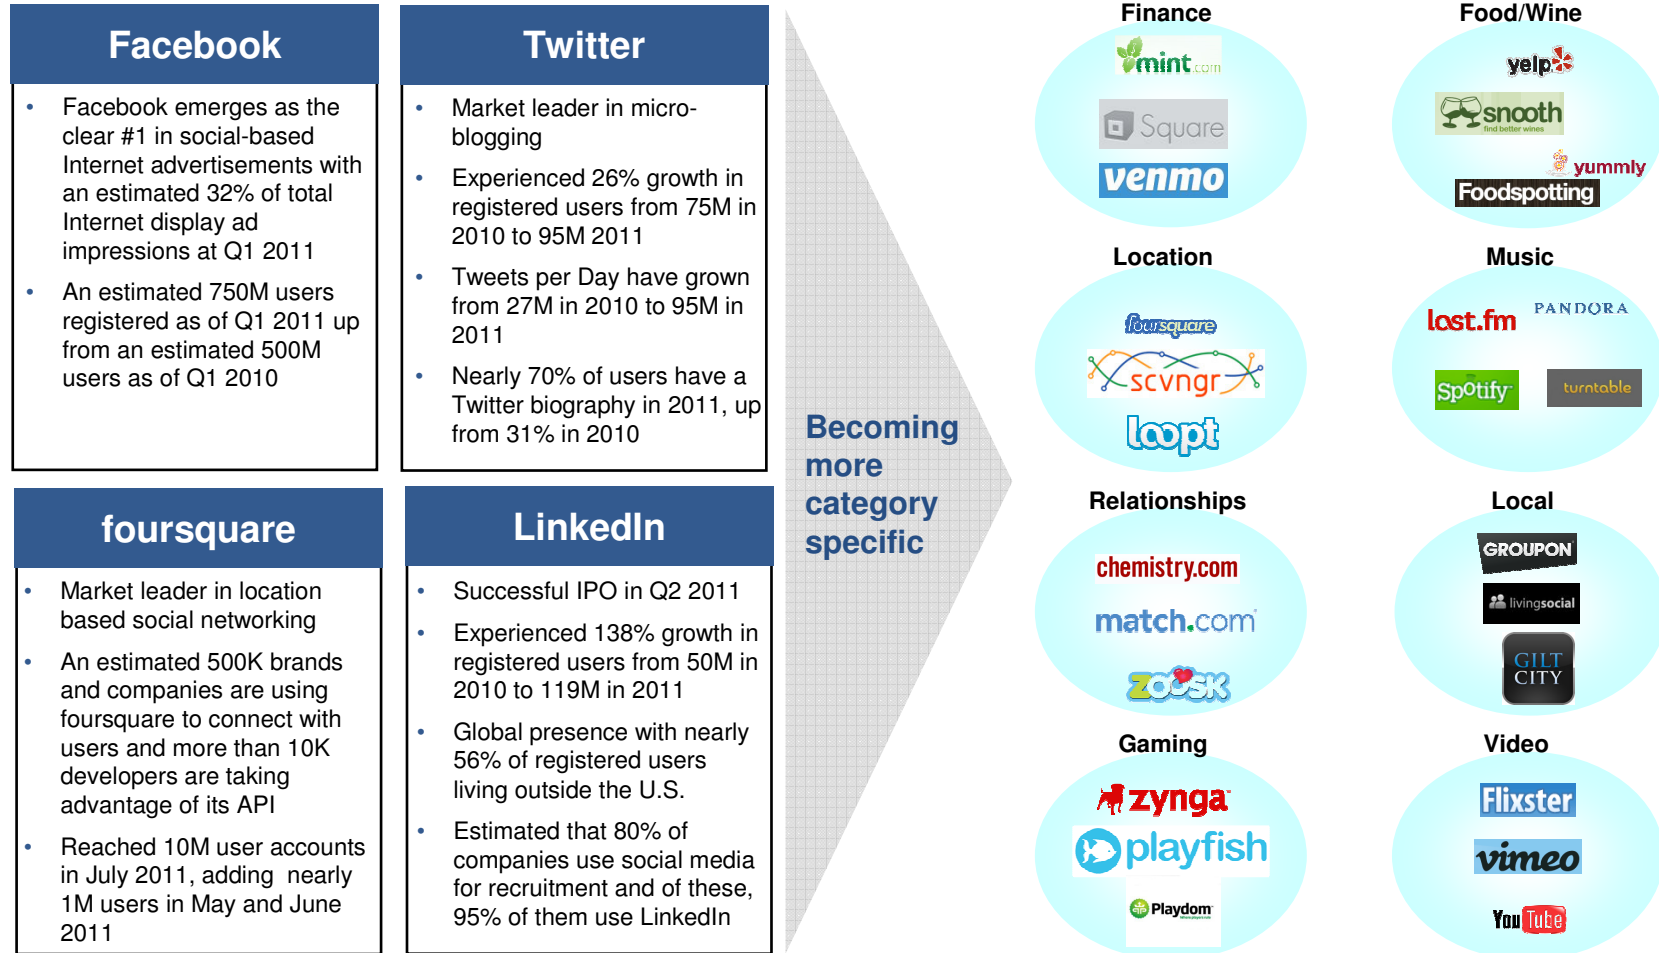 Facebook
• Facebook emerges as the
clear #1 in social-based
Internet advertisements with
an estimated 32% of total
Internet display ad
impressions at Q1 2011
• An estimated 750M users
registered as of Q1 2011 up
from an estimated 500M
users as of Q1 2010
Twitter
• Market leader in micro-
blogging
• Experienced 26% growth in
registered users from 75M in
2010 to 95M 2011
• Tweets per Day have grown
from 27M in 2010 to 95M in
2011
• Nearly 70% of users have a
Twitter biography in 2011, up
from 31% in 2010
foursquare
• Market leader in location
based social networking
• An estimated 500K brands
and companies are using
foursquare to connect with
users and more than 10K
developers are taking
advantage of its API
• Reached 10M user accounts
in July 2011, adding nearly
1M users in May and June
2011
LinkedIn
• Successful IPO in Q2 2011
• Experienced 138% growth in
registered users from 50M in
2010 to 119M in 2011
• Global presence with nearly
56% of registered users
living outside the U.S.
• Estimated that 80% of
companies use social media
for recruitment and of these,
95% of them use LinkedIn
Becoming
more
category
specific
Finance
mint.com
Square
venmo
Food/Wine
yelp
snooth
find better wines
yummly
Foodspotting
Location
foursquare
scvngr
loopt
Music
last.fm
PANDORA
Spotify
turntable
Relationships
chemistry.com
match.com
zoosk
Local
GROUPON
livingsocial
GILT
CITY
Gaming
zynga
playfish
Playdom
Video
Flixster
vimeo
YouTube